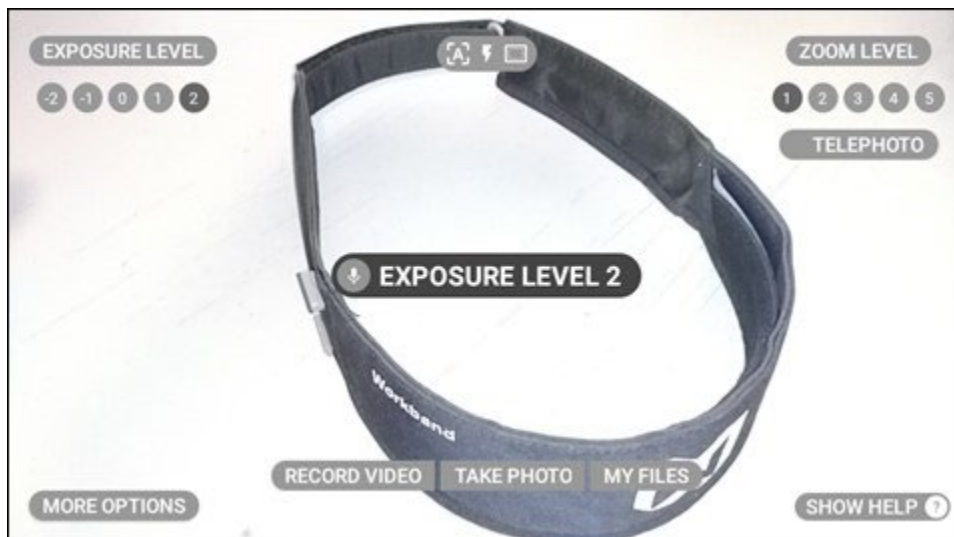 EXPOSURE LEVEL
-2 -1 0 1 2
[A]
ZOOM LEVEL
1 2 3 4 5
TELEPHOTO
EXPOSURE LEVEL 2
Workband
RECORD VIDEO TAKE PHOTO MY FILES
MORE OPTIONS
SHOW HELP ?